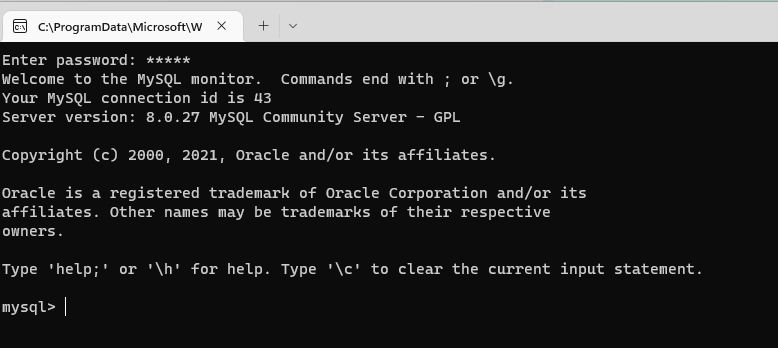 C:\ProgramData\Microsoft\W
Enter password: *****
Welcome to the MySQL monitor.  Commands end with ; or \g.
Your MySQL connection id is 43
Server version: 8.0.27 MySQL Community Server - GPL
Copyright (c) 2000, 2021, Oracle and/or its affiliates.
Oracle is a registered trademark of Oracle Corporation and/or its
affiliates. Other names may be trademarks of their respective
owners.
Type 'help;' or '\h' for help. Type '\c' to clear the current input statement.
mysql>